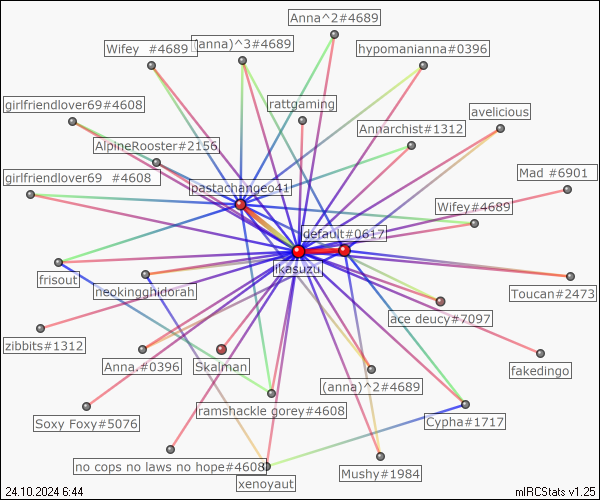 Anna^2#4689
Wifey #4689
(anna)^3#4689
hypomanianna#0396
girlfriendlover69#4608
rattgaming
avelicious
Annarchist#1312
AlpineRooster#2156
girlfriendlover69 #4608
Mad #6901
pastachangeo41
Wifey#4689
default#0617
likasuzu
frisout
neokingghidorah
Toucan#2473
ace deucy#7097
zibbits#1312
Anna.#0396
Skalman
fakedingo
(anna)^2#4689
ramshackle gorey#4608
Soxy Foxy#5076
Cypha#1717
no cops no laws no hope#4608
Mushy#1984
xenoyaut
24.10.2024 6:44
mIRCStats v1.25